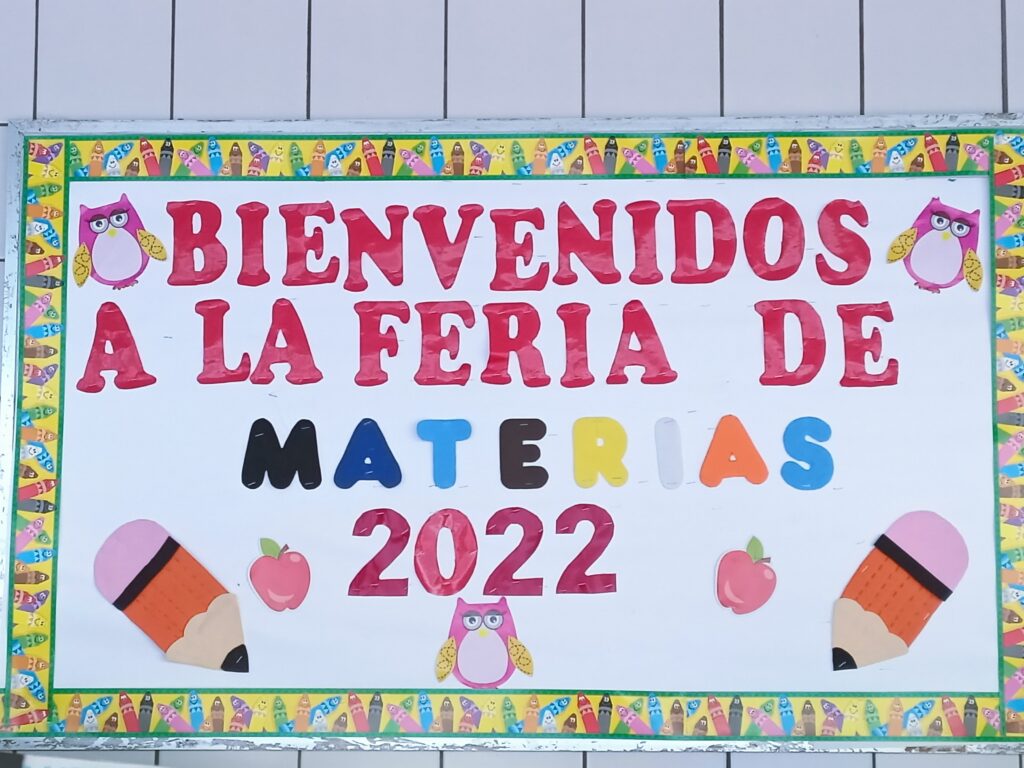 BIENVENIDOS
A LA FERIA DE
MATERIAS
2022